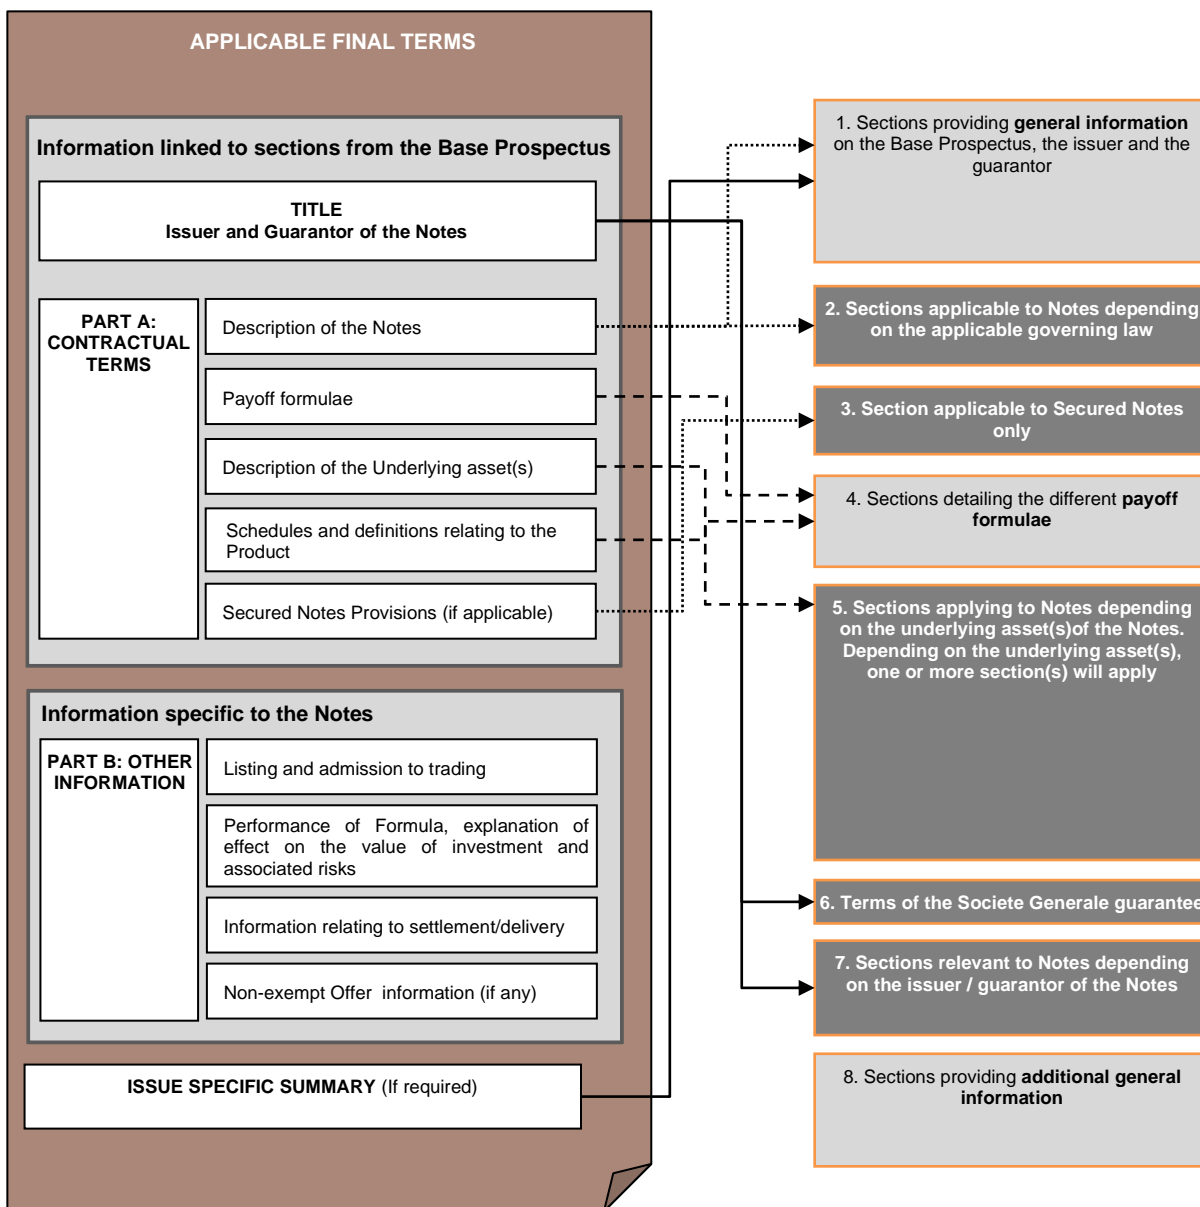 APPLICABLE FINAL TERMS
Information linked to sections from the Base Prospectus
TITLE
Issuer and Guarantor of the Notes
PART A:
CONTRACTUAL
TERMS
Description of the Notes
Payoff formulae
Description of the Underlying asset(s)
Schedules and definitions relating to the
Product
Secured Notes Provisions (if applicable)
Information specific to the Notes
PART B: OTHER
INFORMATION
Listing and admission to trading
Performance of Formula, explanation of
effect on the value of investment and
associated risks
Information relating to settlement/delivery
Non-exempt Offer information (if any)
ISSUE SPECIFIC SUMMARY (If required)
1. Sections providing general information
on the Base Prospectus, the issuer and the
guarantor
2. Sections applicable to Notes depending
on the applicable governing law
3. Section applicable to Secured Notes
only
4. Sections detailing the different payoff
formulae
5. Sections applying to Notes depending
on the underlying asset(s)of the Notes.
Depending on the underlying asset(s),
one or more section(s) will apply
6. Terms of the Societe Generale guarantee
7. Sections relevant to Notes depending
on the issuer / guarantor of the Notes
8. Sections providing additional general
information